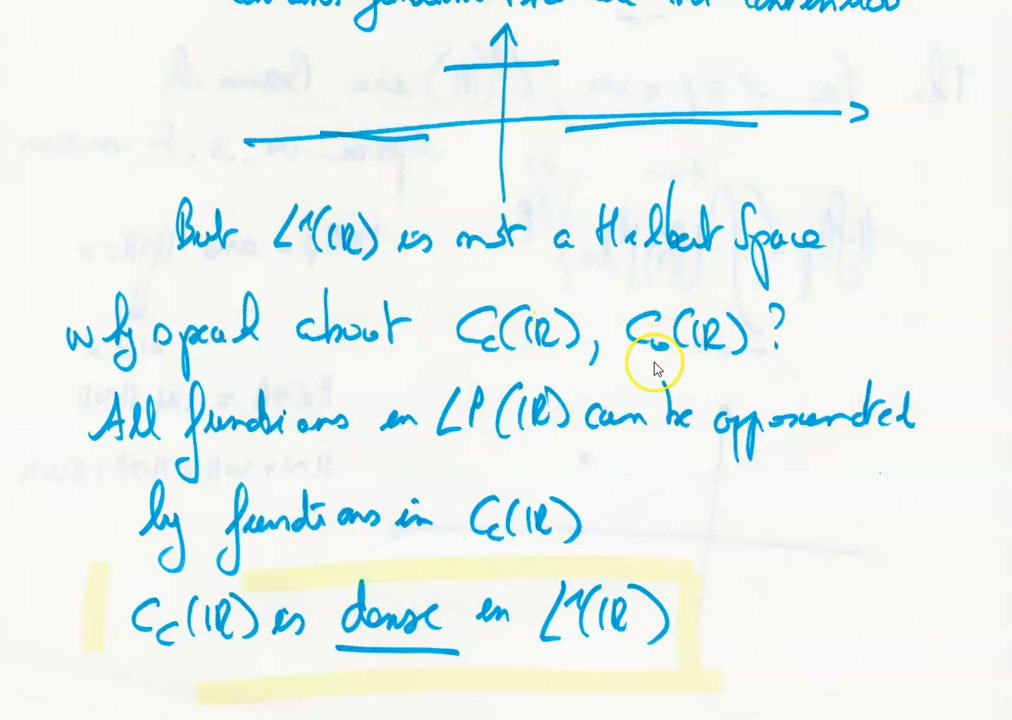 But L¹(ℝ) is not a Hilbert Space
why speak about C_c(ℝ), C_0(ℝ)?
All functions in L^p(ℝ) can be approximated
by functions in C_c(ℝ)
C_c(ℝ) is dense in L¹(ℝ)